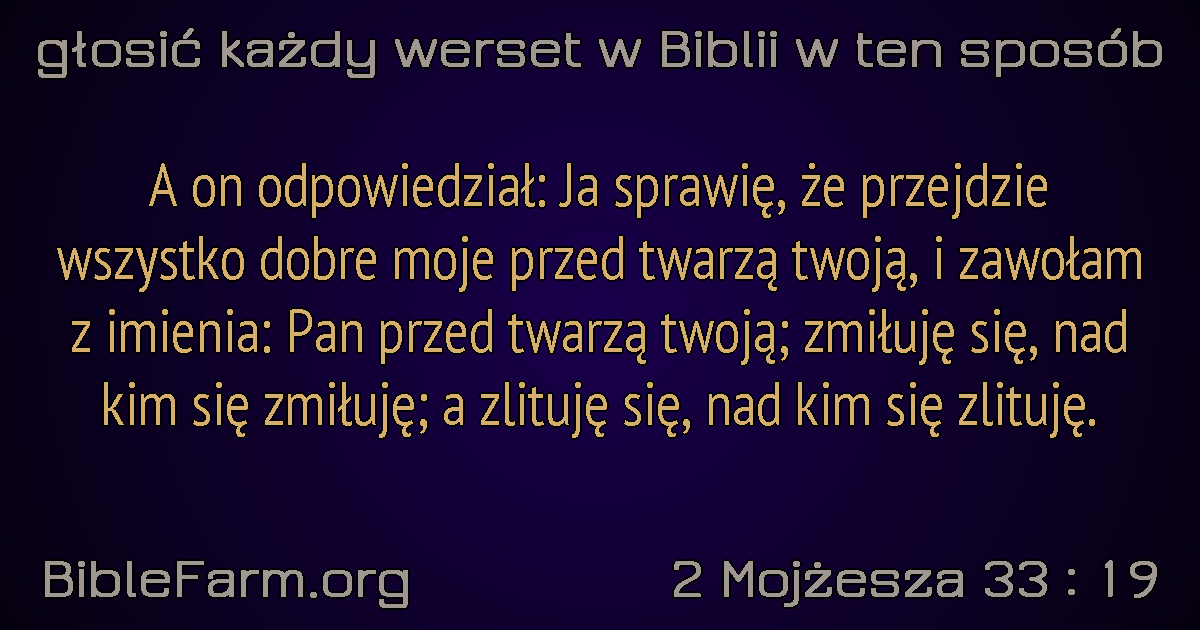 głosić każdy werset w Biblii w ten sposób
A on odpowiedział: Ja sprawię, że przejdzie
wszystko dobre moje przed twarzą twoją, i zawołam
z imienia: Pan przed twarzą twoją; zmiłuję się, nad
kim się zmiłuję; a zlituję się, nad kim się zlituję.
BibleFarm.org
2 Mojżesza 33 : 19